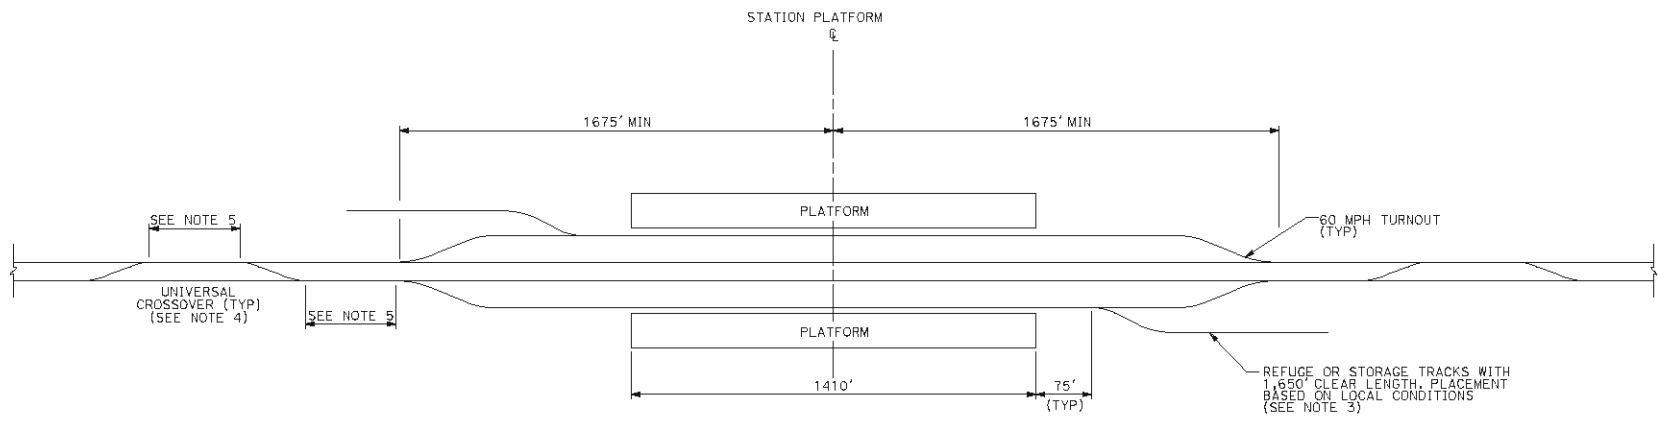 STATION PLATFORM
℄
1675' MIN
1675' MIN
PLATFORM
SEE NOTE 5
60 MPH TURNOUT
(TYP)
UNIVERSAL
CROSSOVER (TYP)
(SEE NOTE 4)
SEE NOTE 5
PLATFORM
1410'
75'
(TYP)
REFUGE OR STORAGE TRACKS WITH
1,650' CLEAR LENGTH. PLACEMENT
BASED ON LOCAL CONDITIONS
(SEE NOTE 3)